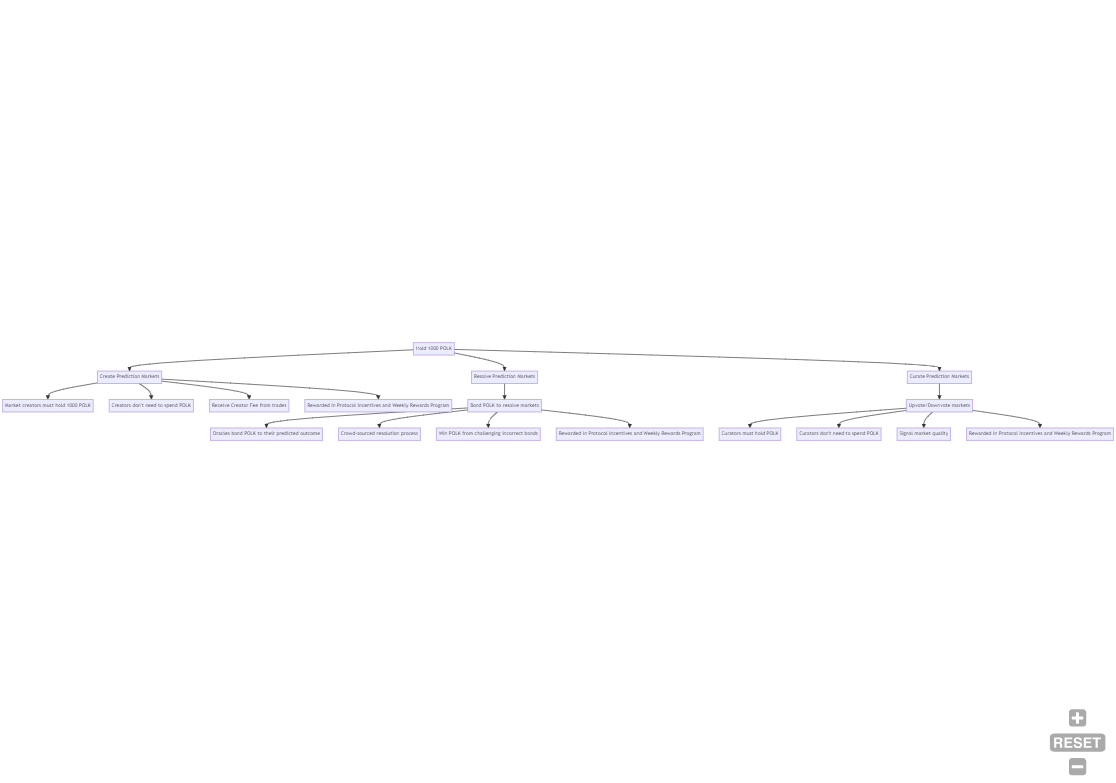 Hold 1000 POLK
Create Prediction Markets
Resolve Prediction Markets
Curate Prediction Markets
Market creators must hold 1000 POLK
Creators don't need to spend POLK
Receive Creator Fee from trades
Rewarded in Protocol Incentives and Weekly Rewards Program
Bond POLK to resolve markets
Upvote/Downvote markets
Oracles bond POLK to their predicted outcome
Crowd-sourced resolution process
Win POLK from challenging incorrect bonds
Rewarded in Protocol Incentives and Weekly Rewards Program
Curators must hold POLK
Curators don't need to spend POLK
Signal market quality
Rewarded in Protocol Incentives and Weekly Rewards Program
RESET